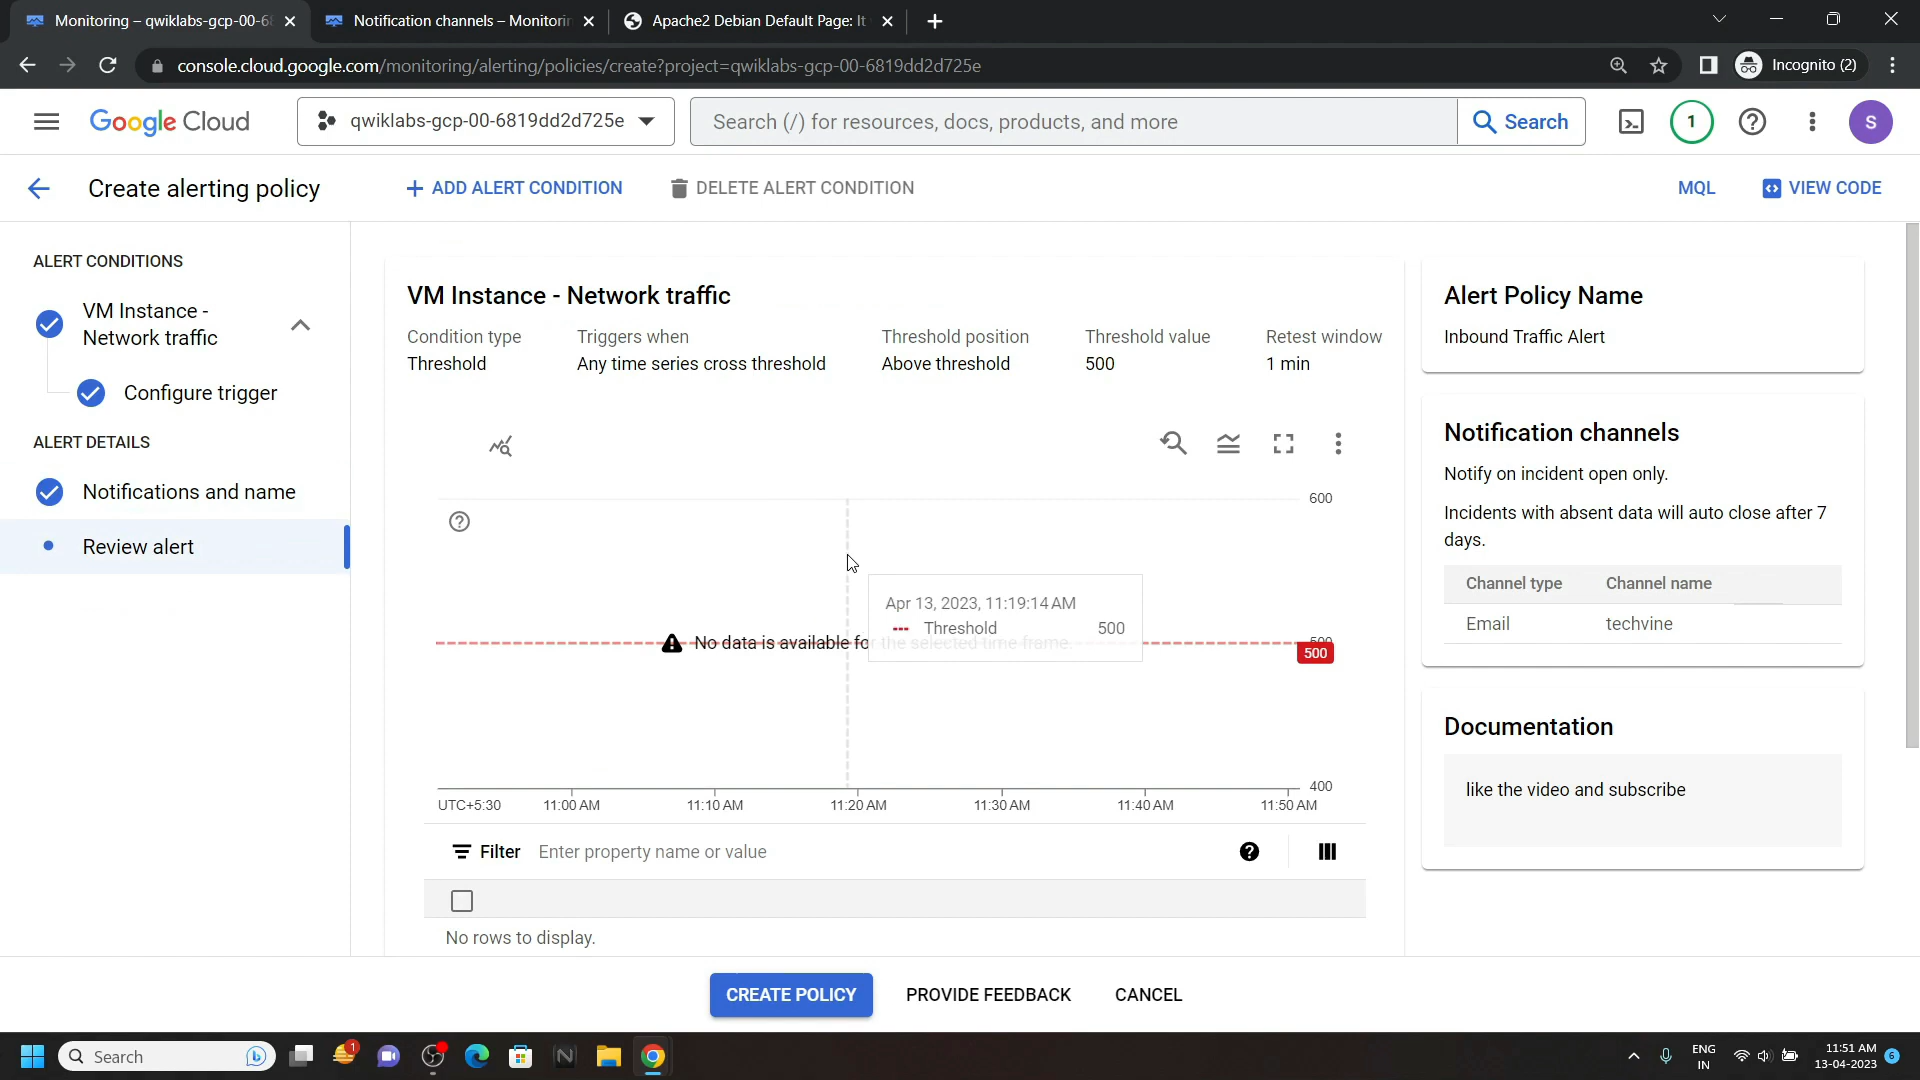 Monitoring – qwiklabs-gcp-00-6
Notification channels – Monitorin
Apache2 Debian Default Page: It
console.cloud.google.com/monitoring/alerting/policies/create?project=qwiklabs-gcp-00-6819dd2d725e
Incognito (2)
Google Cloud
qwiklabs-gcp-00-6819dd2d725e
Search (/) for resources, docs, products, and more
Search
1
S
Create alerting policy
ADD ALERT CONDITION
DELETE ALERT CONDITION
MQL
VIEW CODE
ALERT CONDITIONS
VM Instance -
Network traffic
Configure trigger
ALERT DETAILS
Notifications and name
Review alert
VM Instance - Network traffic
Condition type
Threshold
Triggers when
Any time series cross threshold
Threshold position
Above threshold
Threshold value
500
Retest window
1 min
600
Apr 13, 2023, 11:19:14 AM
Threshold 500
No data is available for the selected time frame.
500
500
400
UTC+5:30 11:00 AM 11:10 AM 11:20 AM 11:30 AM 11:40 AM 11:50 AM
Filter Enter property name or value
No rows to display.
Alert Policy Name
Inbound Traffic Alert
Notification channels
Notify on incident open only.
Incidents with absent data will auto close after 7
days.
Channel type Channel name
Email techvine
Documentation
like the video and subscribe
CREATE POLICY
PROVIDE FEEDBACK
CANCEL
Search
1
ENG
IN
11:51 AM
13-04-2023
6